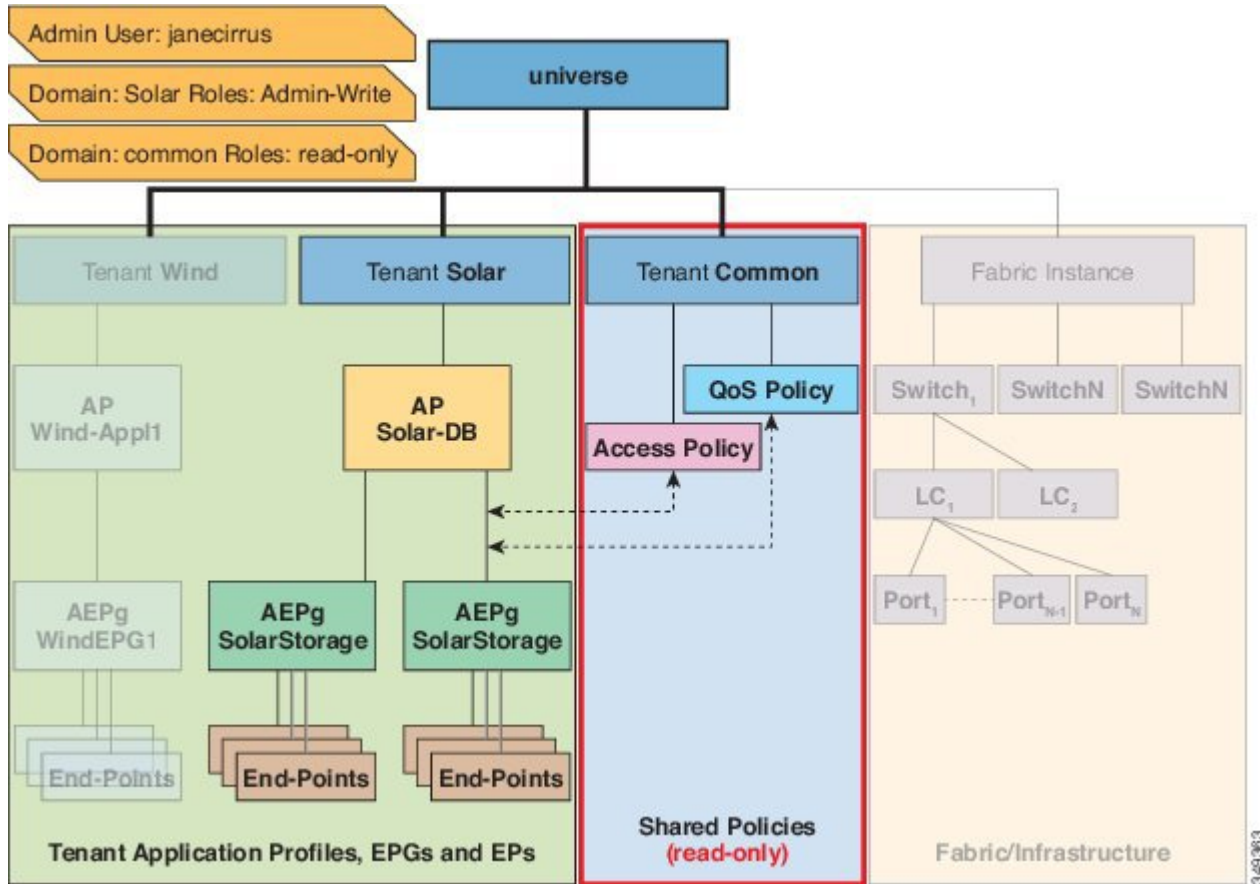 Admin User: janecirrus
Domain: Solar Roles: Admin-Write
Domain: common Roles: read-only
universe
Tenant Wind
Tenant Solar
Tenant Common
Fabric Instance
AP
Wind-Appl1
AP
Solar-DB
QoS Policy
Access Policy
Switch1
SwitchN
SwitchN
LC1
LC2
Port1
PortN-1
PortN
AEPg
WindEPG1
AEPg
SolarStorage
AEPg
SolarStorage
End-Points
End-Points
End-Points
Tenant Application Profiles, EPGs and EPs
Shared Policies
(read-only)
Fabric/Infrastructure
349363